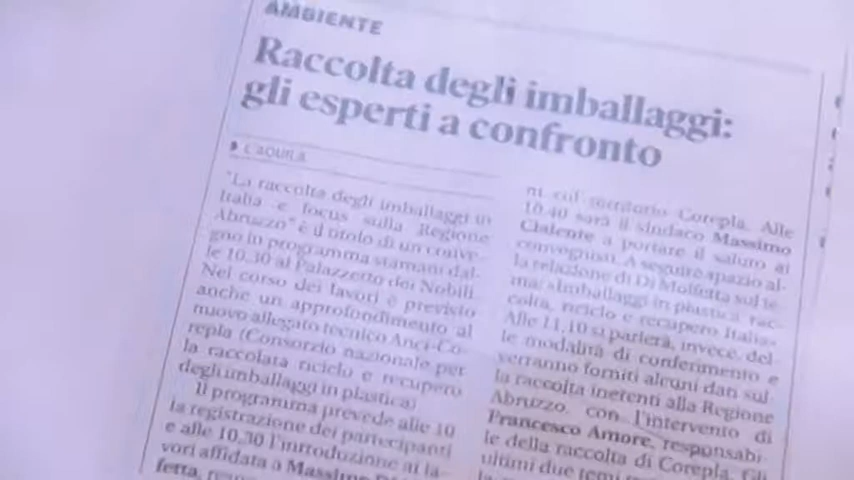 AMBIENTE
Raccolta degli imballaggi:
gli esperti a confronto
L'AQUILA
"La raccolta degli imballaggi in
Italia e focus sulla Regione
Abruzzo" è il titolo di un conve-
gno in programma stamani dal-
le 10.30 al Palazzetto dei Nobili.
Nel corso dei lavori è previsto
anche un approfondimento al
nuovo allegato tecnico Anci-Co-
repla (Consorzio nazionale per
la raccolata riciclo e recupero
degli imballaggi in plastica).
Il programma prevede alle 10
la registrazione dei partecipanti
e alle 10,30 l'introduzione ai la-
vori affidata a Massimo
fetta,
sul territorio Corepla. Alle
10.40 sarà il sindaco Massimo
Cialente a portare il saluto ai
convegnisti. A seguire spazio al-
la relazione di Di Molfetta sul te-
ma: «Imballaggi in plastica, rac-
colta, riciclo e recupero Italia»
Alle 11,10 si parlerà, invece, del-
le modalità di conferimento e
verranno forniti alcuni dati sul-
la raccolta inerenti alla Regione
Abruzzo, con l'intervento di
Francesco Amore, responsabi-
le della raccolta di Corepla. Gli
ultimi due temi